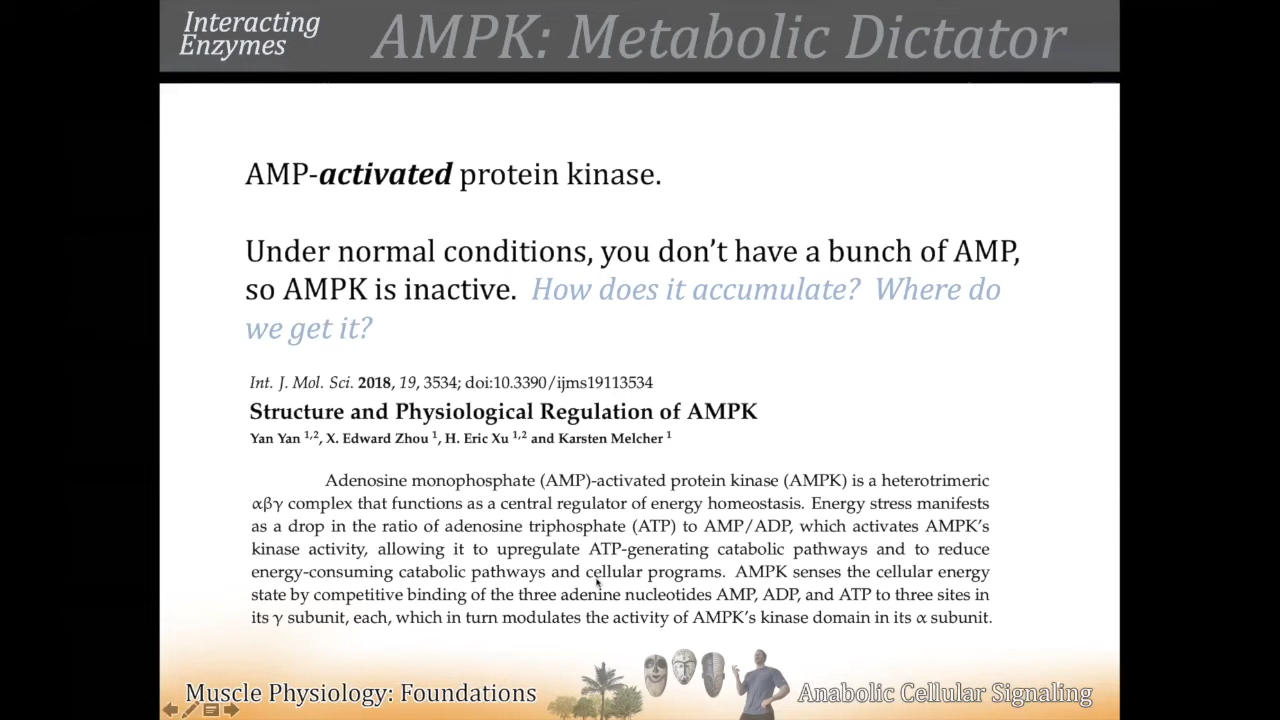 Interacting
Enzymes
AMPK: Metabolic Dictator
AMP-activated protein kinase.
Under normal conditions, you don’t have a bunch of AMP,
so AMPK is inactive. How does it accumulate? Where do
we get it?
Int. J. Mol. Sci. 2018, 19, 3534; doi:10.3390/ijms19113534
Structure and Physiological Regulation of AMPK
Yan Yan 1,2, X. Edward Zhou 1, H. Eric Xu 1,2 and Karsten Melcher 1
Adenosine monophosphate (AMP)-activated protein kinase (AMPK) is a heterotrimeric
αβγ complex that functions as a central regulator of energy homeostasis. Energy stress manifests
as a drop in the ratio of adenosine triphosphate (ATP) to AMP/ADP, which activates AMPK’s
kinase activity, allowing it to upregulate ATP-generating catabolic pathways and to reduce
energy-consuming catabolic pathways and cellular programs. AMPK senses the cellular energy
state by competitive binding of the three adenine nucleotides AMP, ADP, and ATP to three sites in
its γ subunit, each, which in turn modulates the activity of AMPK’s kinase domain in its α subunit.
Muscle Physiology: Foundations
Anabolic Cellular Signaling